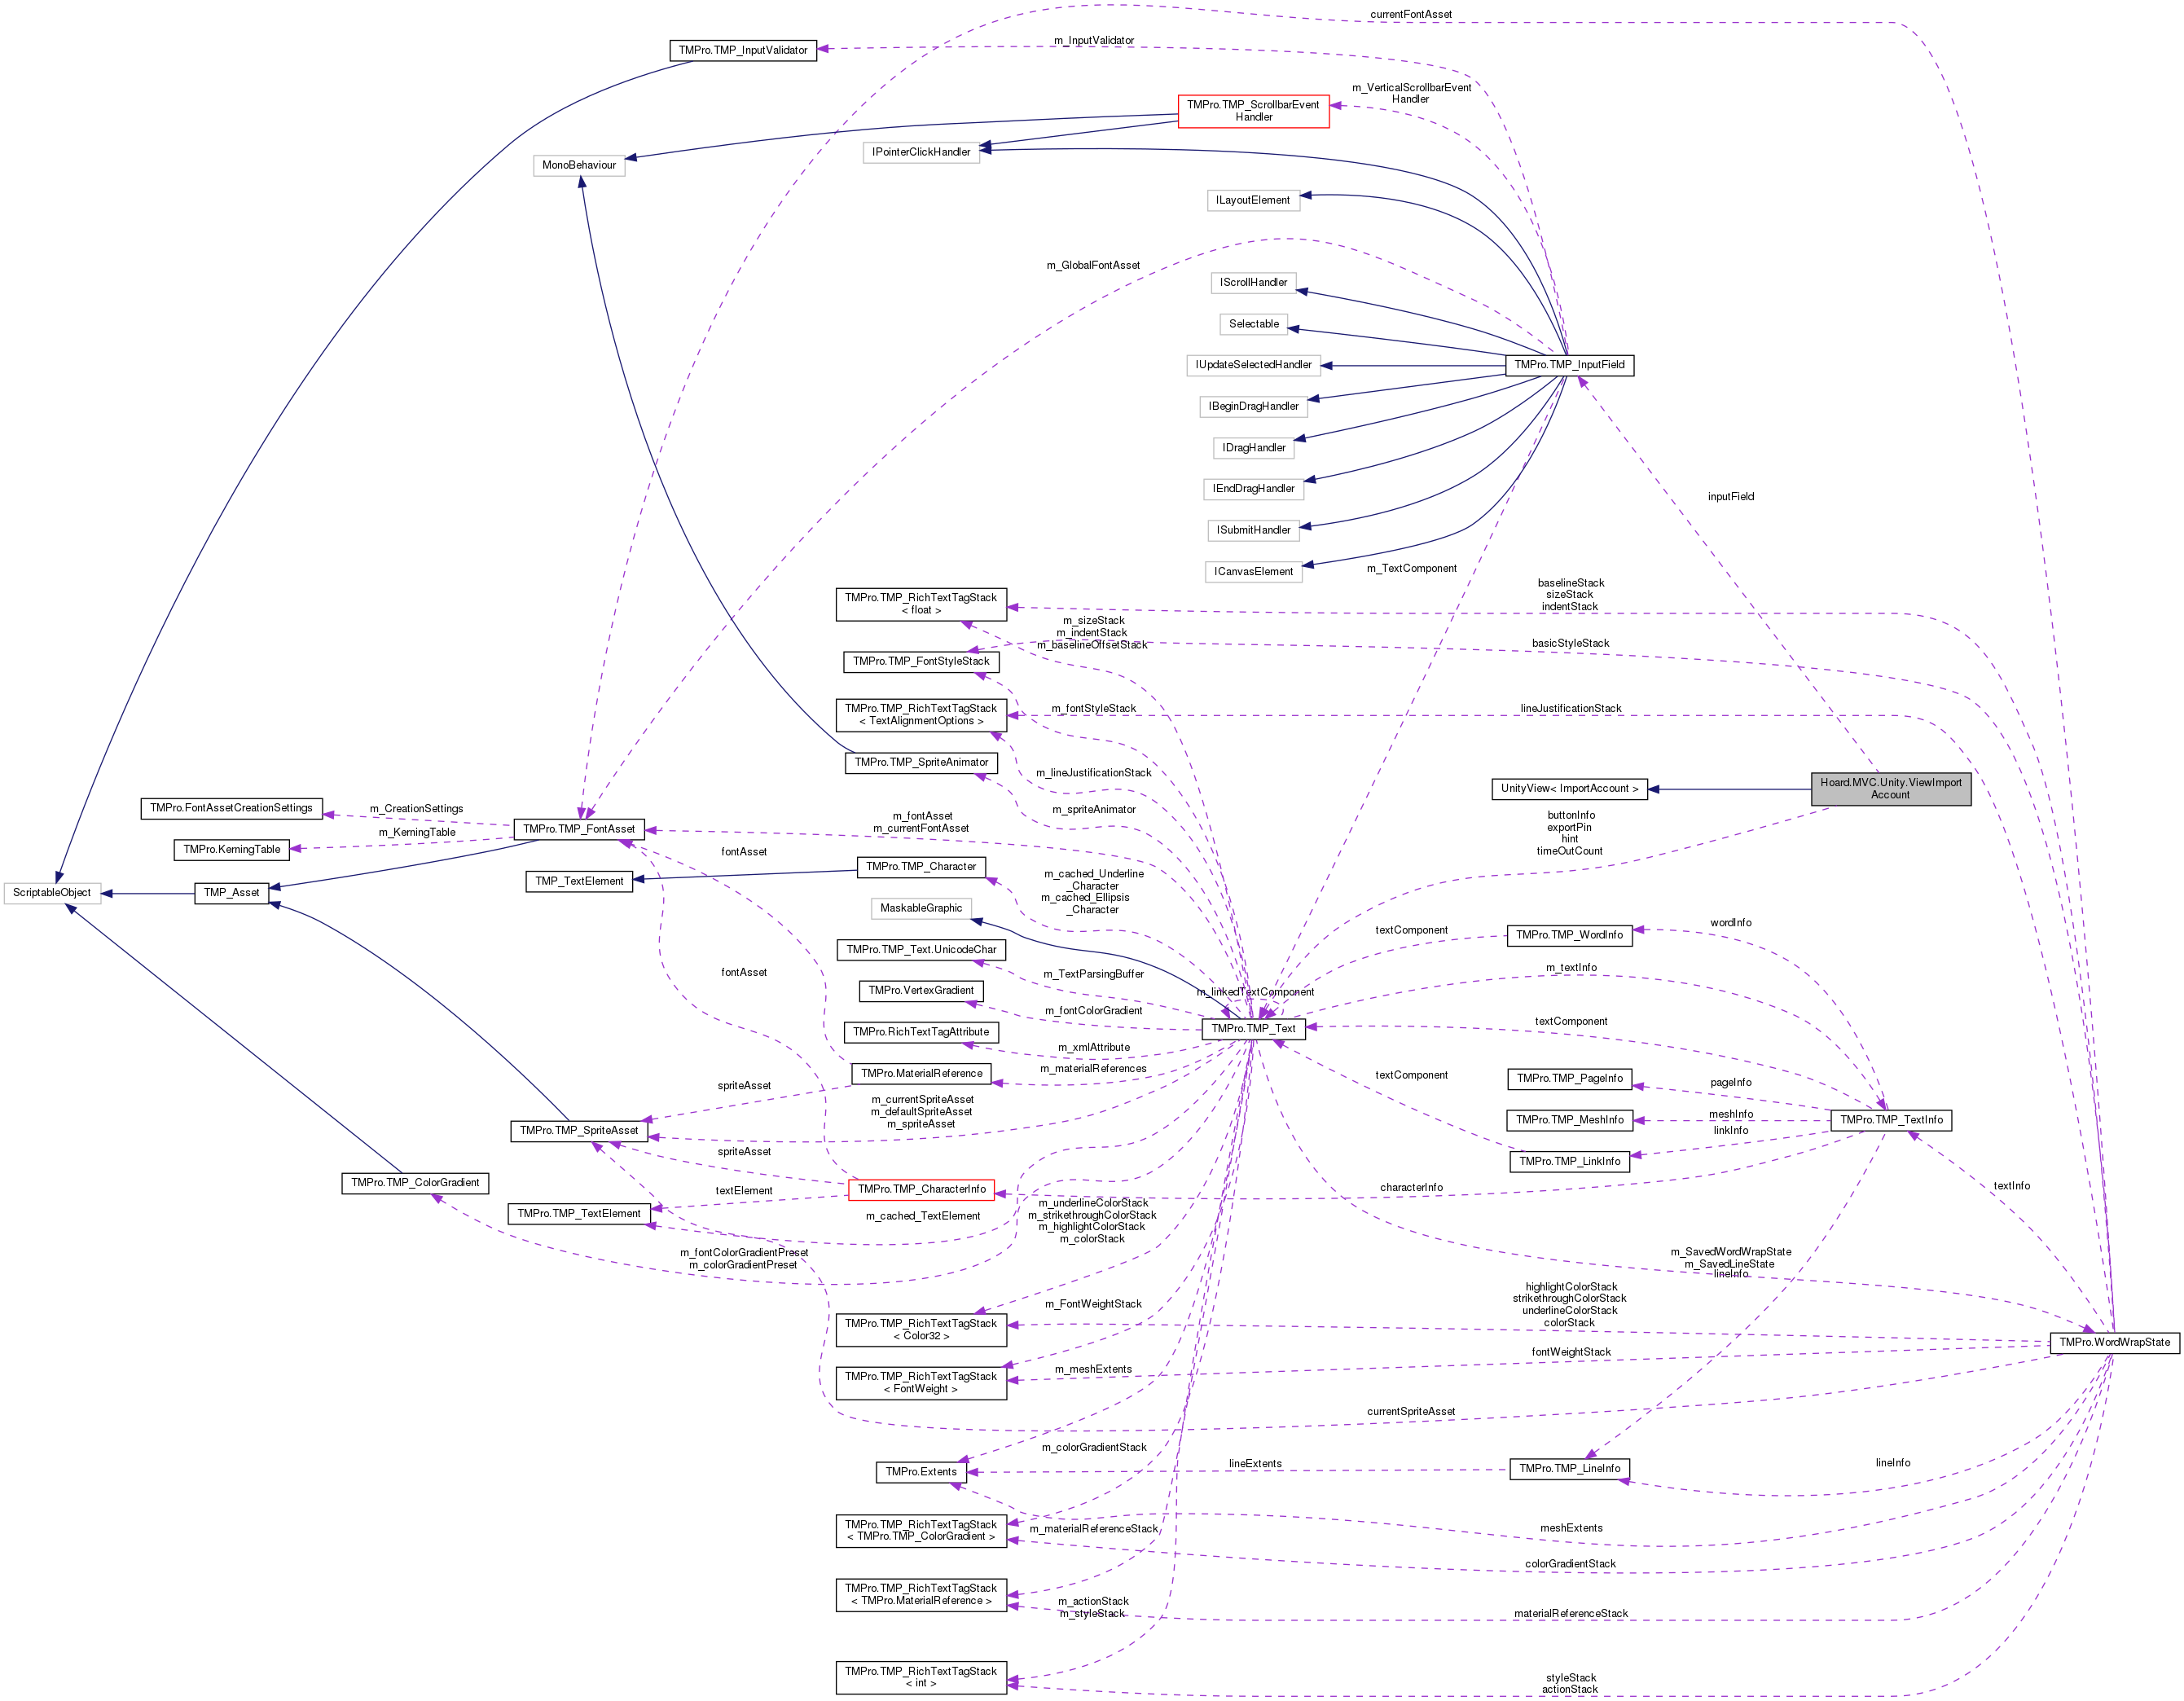 currentFontAsset
m_InputValidator
TMPro.TMP_InputValidator
m_VerticalScrollbarEvent
Handler
TMPro.TMP_ScrollbarEvent
Handler
IPointerClickHandler
MonoBehaviour
ILayoutElement
m_GlobalFontAsset
IScrollHandler
Selectable
IUpdateSelectedHandler
TMPro.TMP_InputField
IBeginDragHandler
IDragHandler
IEndDragHandler
inputField
ISubmitHandler
ICanvasElement
m_TextComponent
TMPro.TMP_RichTextTagStack
< float >
baselineStack
sizeStack
indentStack
m_sizeStack
m_indentStack
m_baselineOffsetStack
basicStyleStack
TMPro.TMP_FontStyleStack
TMPro.TMP_RichTextTagStack
< TextAlignmentOptions >
m_fontStyleStack
lineJustificationStack
TMPro.TMP_SpriteAnimator
m_lineJustificationStack
UnityView< ImportAccount >
Hoard.MVC.Unity.ViewImport
Account
TMPro.FontAssetCreationSettings
m_CreationSettings
m_spriteAnimator
buttonInfo
exportPin
hint
timeOutCount
m_fontAsset
m_currentFontAsset
TMPro.TMP_FontAsset
m_KerningTable
TMPro.KerningTable
fontAsset
TMPro.TMP_Character
TMP_TextElement
m_cached_Underline
_Character
m_cached_Ellipsis
_Character
ScriptableObject
TMP_Asset
MaskableGraphic
wordInfo
textComponent
TMPro.TMP_WordInfo
TMPro.TMP_Text.UnicodeChar
fontAsset
m_TextParsingBuffer
m_textInfo
TMPro.VertexGradient
m_linkedTextComponent
m_fontColorGradient
textComponent
TMPro.RichTextTagAttribute
TMPro.TMP_Text
m_xmlAttribute
m_materialReferences
TMPro.MaterialReference
textComponent
TMPro.TMP_PageInfo
pageInfo
spriteAsset
m_currentSpriteAsset
m_defaultSpriteAsset
m_spriteAsset
TMPro.TMP_MeshInfo
meshInfo
TMPro.TMP_TextInfo
TMPro.TMP_SpriteAsset
linkInfo
spriteAsset
TMPro.TMP_LinkInfo
TMPro.TMP_ColorGradient
textElement
TMPro.TMP_CharacterInfo
characterInfo
textInfo
TMPro.TMP_TextElement
m_cached_TextElement
m_underlineColorStack
m_strikethroughColorStack
m_highlightColorStack
m_colorStack
m_fontColorGradientPreset
m_colorGradientPreset
m_SavedWordWrapState
m_SavedLineState
lineInfo
m_FontWeightStack
highlightColorStack
strikethroughColorStack
underlineColorStack
colorStack
TMPro.TMP_RichTextTagStack
< Color32 >
TMPro.WordWrapState
fontWeightStack
m_meshExtents
TMPro.TMP_RichTextTagStack
< FontWeight >
currentSpriteAsset
m_colorGradientStack
lineExtents
lineInfo
TMPro.Extents
TMPro.TMP_LineInfo
TMPro.TMP_RichTextTagStack
< TMPro.TMP_ColorGradient >
m_materialReferenceStack
meshExtents
colorGradientStack
TMPro.TMP_RichTextTagStack
< TMPro.MaterialReference >
m_actionStack
m_styleStack
materialReferenceStack
TMPro.TMP_RichTextTagStack
< int >
styleStack
actionStack